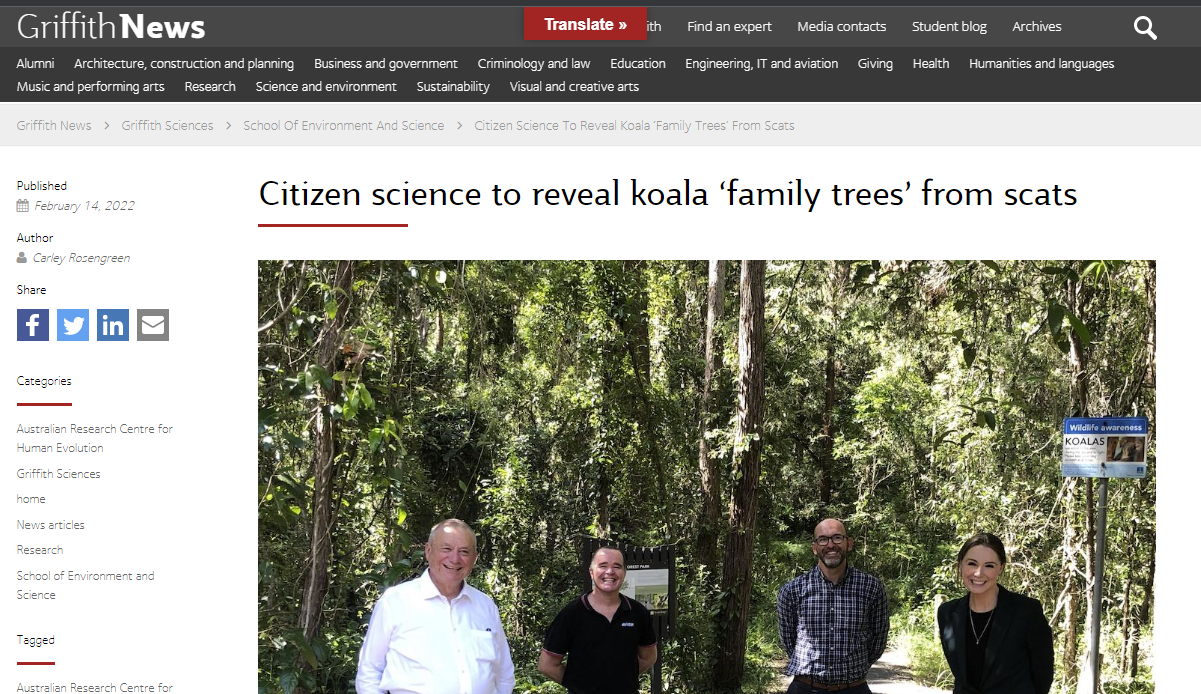 Griffith News
Translate »
ith
Find an expert
Media contacts
Student blog
Archives
Alumni
Architecture, construction and planning
Business and government
Criminology and law
Education
Engineering, IT and aviation
Giving
Health
Humanities and languages
Music and performing arts
Research
Science and environment
Sustainability
Visual and creative arts
Griffith News > Griffith Sciences > School Of Environment And Science > Citizen Science To Reveal Koala ‘Family Trees’ From Scats
Published
February 14, 2022
Author
Carley Rosengreen
Share
Categories
Australian Research Centre for
Human Evolution
Griffith Sciences
home
News articles
Research
School of Environment and
Science
Tagged
Australian Research Centre for
Citizen science to reveal koala ‘family trees’ from scats
Wildlife awareness
KOALAS